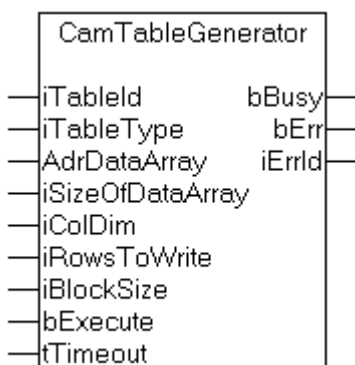 CamTableGenerator
iTableId bBusy
iTableType bErr
AdrDataArray iErrId
iSizeOfDataArray
iColDim
iRowsToWrite
iBlockSize
bExecute
tTimeout